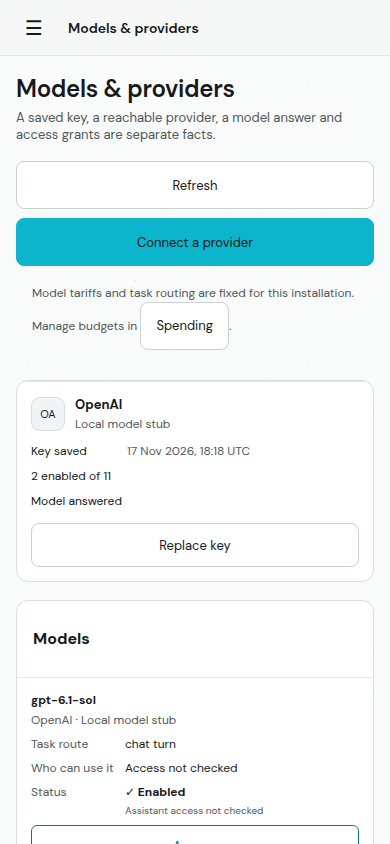 ☰ Models & providers
Models & providers
A saved key, a reachable provider, a model answer and
access grants are separate facts.
Refresh
Connect a provider
Model tariffs and task routing are fixed for this installation.
Manage budgets in Spending .
OA OpenAI
Local model stub
Key saved 17 Nov 2026, 18:18 UTC
2 enabled of 11
Model answered
Replace key
Models
gpt-6.1-sol
OpenAI · Local model stub
Task route chat turn
Who can use it Access not checked
Status ✓ Enabled
Assistant access not checked